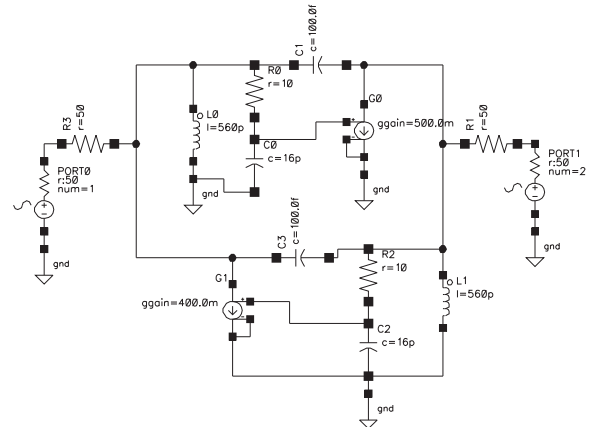 C1
c=100.0f
R0
r=10
G0
ggain=500.0m
L0
l=560p
C0
c=16p
gnd
gnd
R3
r=50
PORT0
r:50
num=1
gnd
R1
r=50
PORT1
r:50
num=2
gnd
C3
c=100.0f
R2
r=10
G1
ggain=400.0m
C2
c=16p
L1
l=560p
gnd